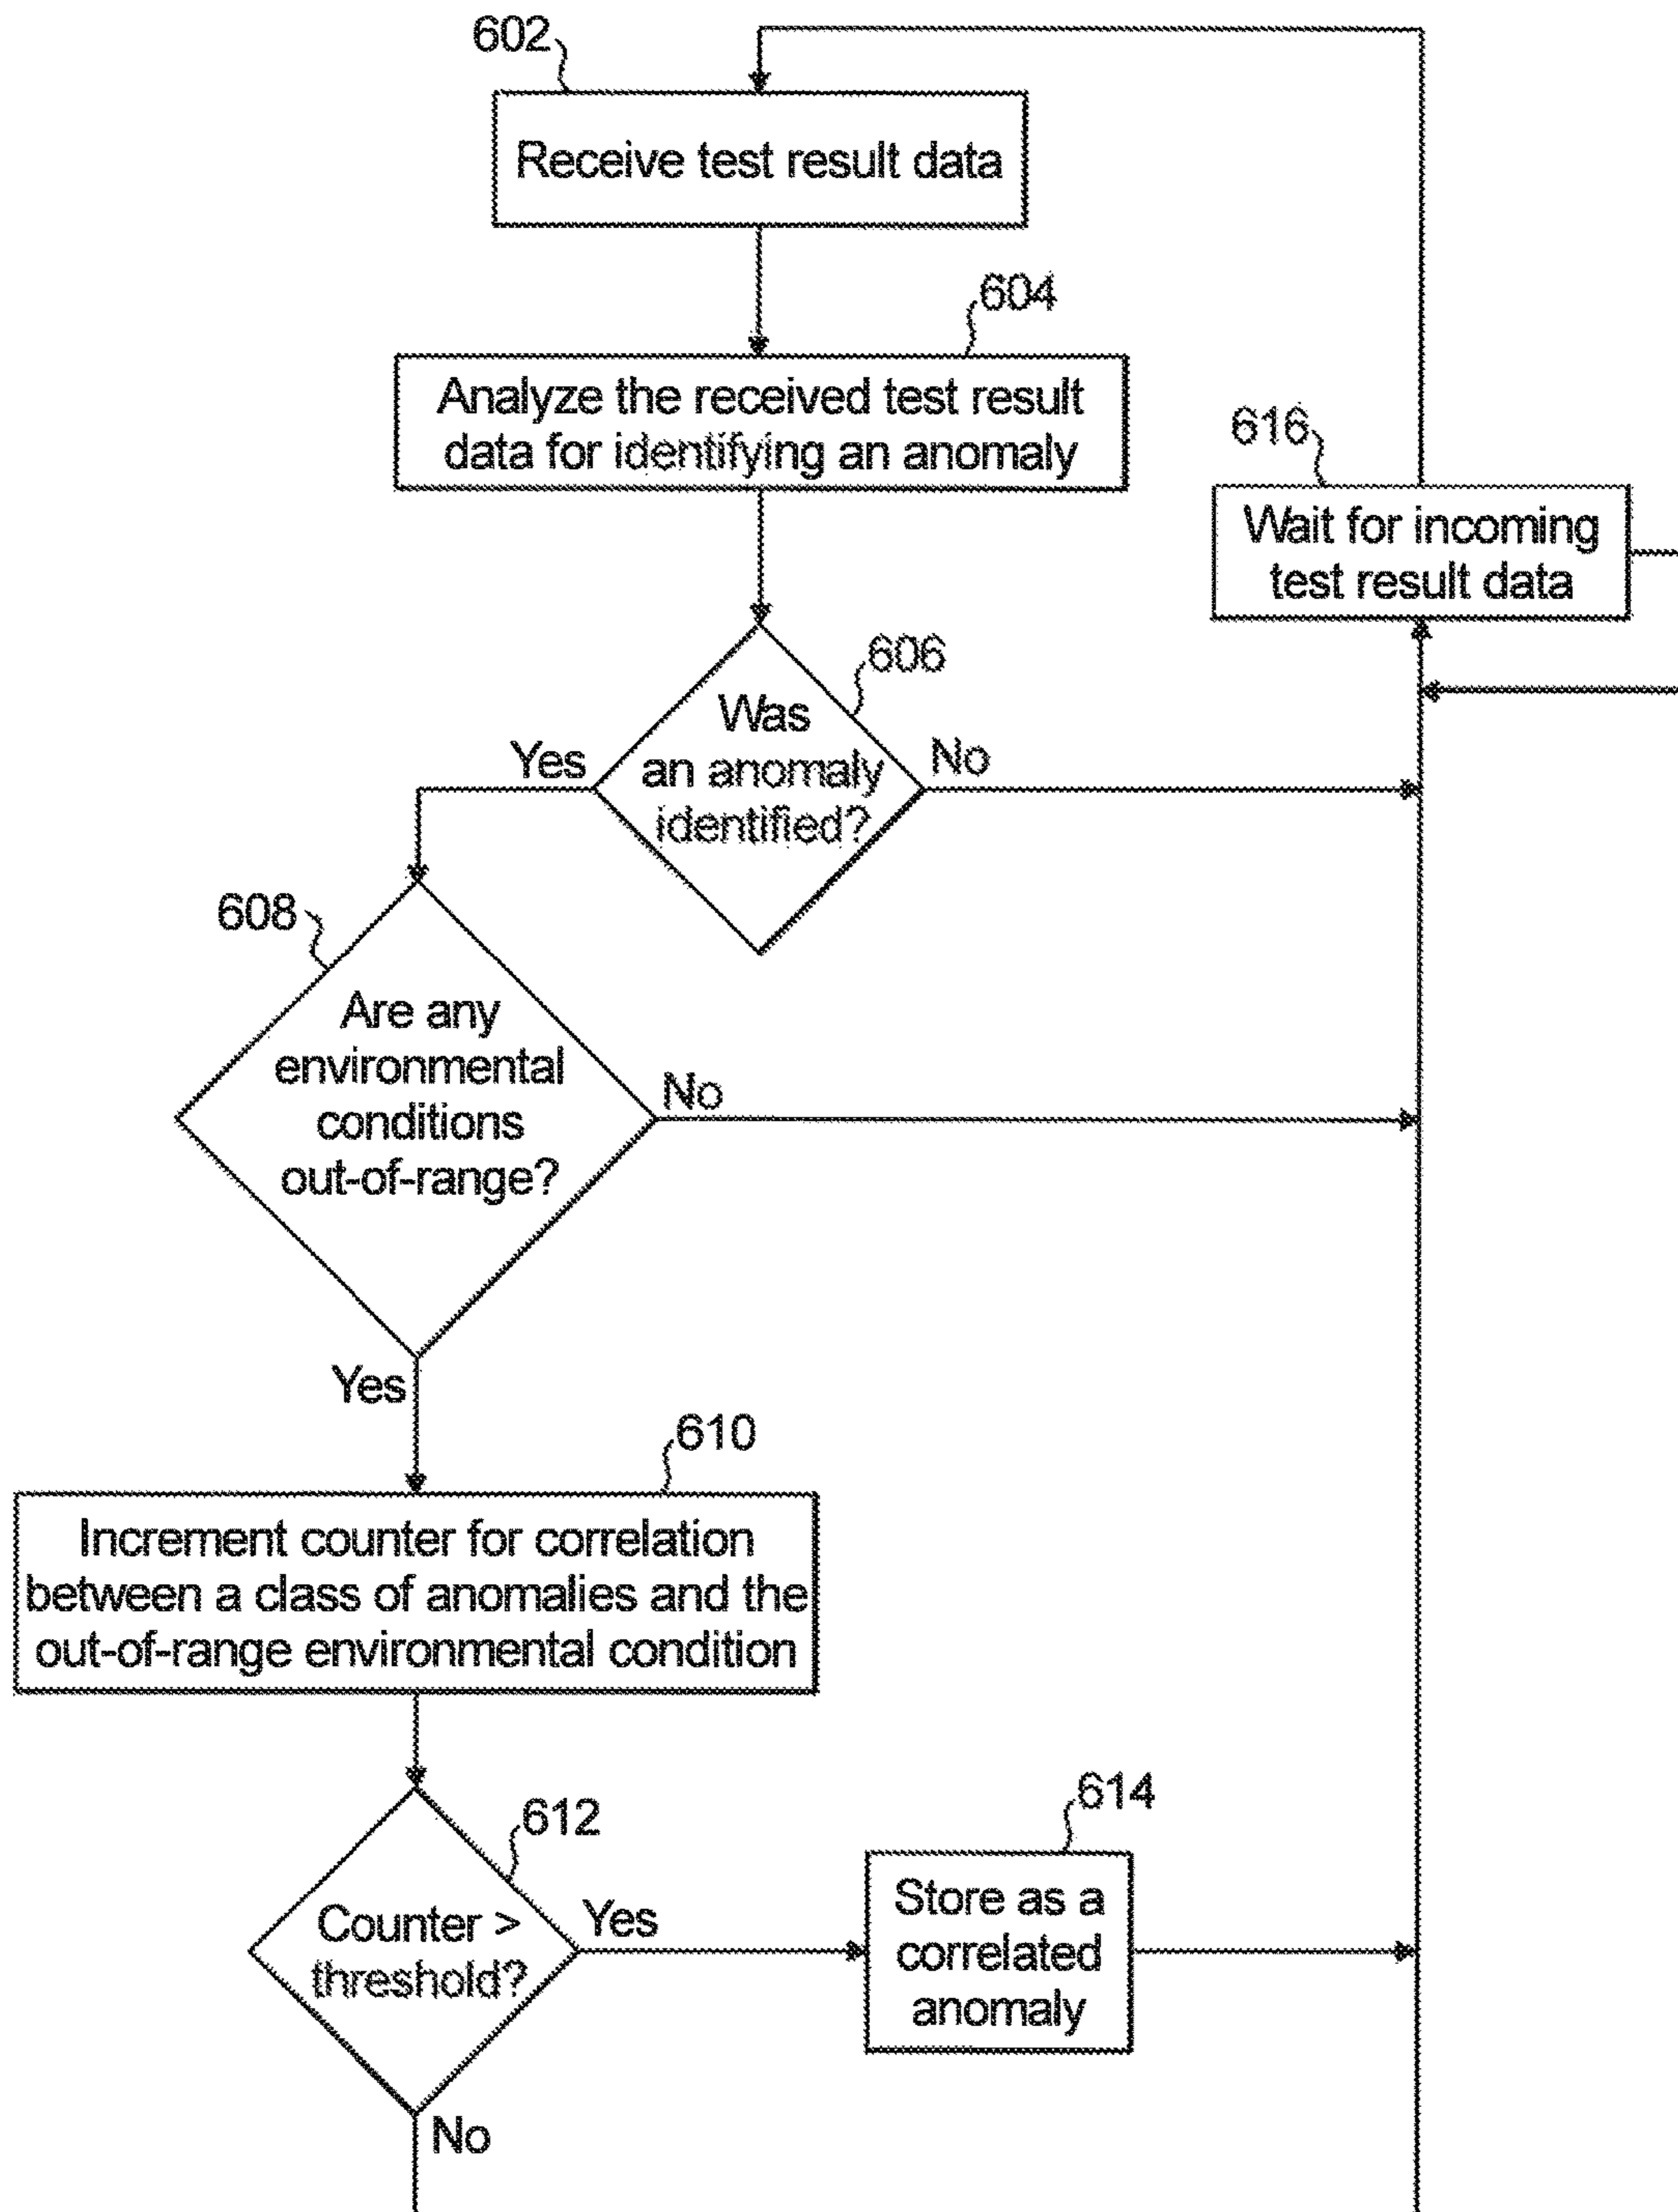 602
Receive test result data
604
Analyze the received test result
data for identifying an anomaly
616
Wait for incoming
test result data
606
Was
an anomaly
identified?
Yes
No
608
Are any
environmental
conditions
out-of-range?
No
Yes
610
Increment counter for correlation
between a class of anomalies and the
out-of-range environmental condition
612
Counter >
threshold?
Yes
614
Store as a
correlated
anomaly
No